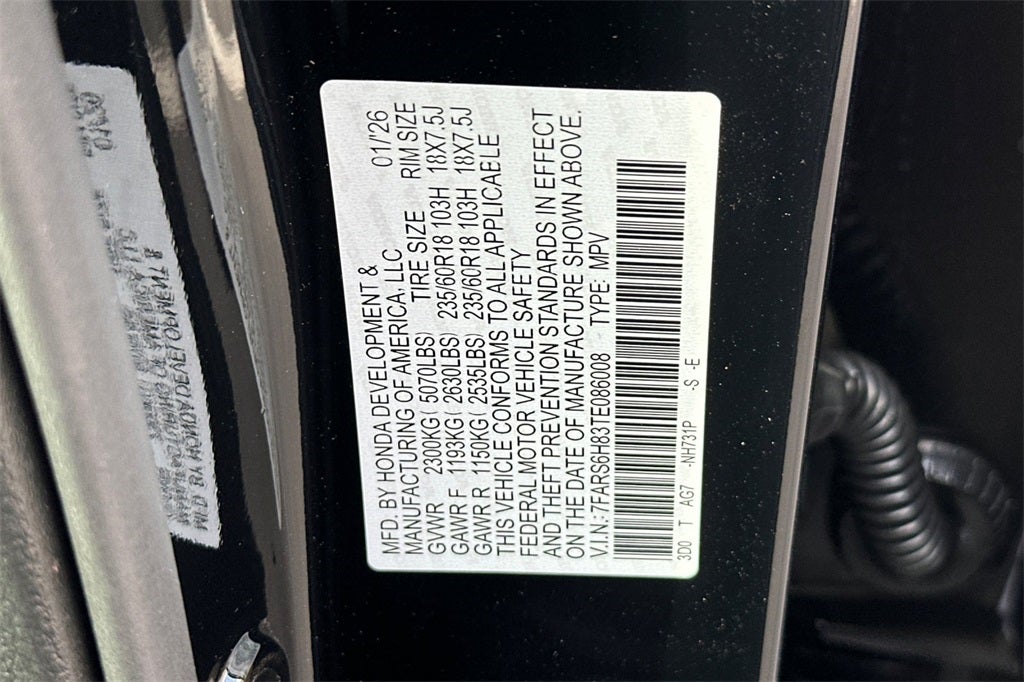 MFD. BY HONDA DEVELOPMENT &
MANUFACTURING OF AMERICA, LLC 01/'26
TIRE SIZE RIM SIZE
GVWR 2300KG( 5070LBS)
GAWR F 1193KG( 2630LBS) 235/60R18 103H 18X7.5J
GAWR R 1150KG( 2535LBS) 235/60R18 103H 18X7.5J
THIS VEHICLE CONFORMS TO ALL APPLICABLE
FEDERAL MOTOR VEHICLE SAFETY
AND THEFT PREVENTION STANDARDS IN EFFECT
ON THE DATE OF MANUFACTURE SHOWN ABOVE.
V.I.N.: 7FARS6H83TE086008 TYPE: MPV
3D0 T AG7 -NH731P -S -E